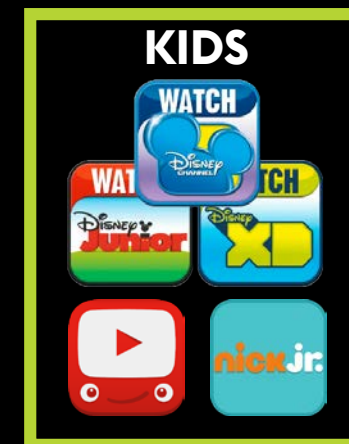 KIDS
WATCH
Disney
CHANNEL
WAT
TCH
Disney
Junior
Disney
XD
nick jr.